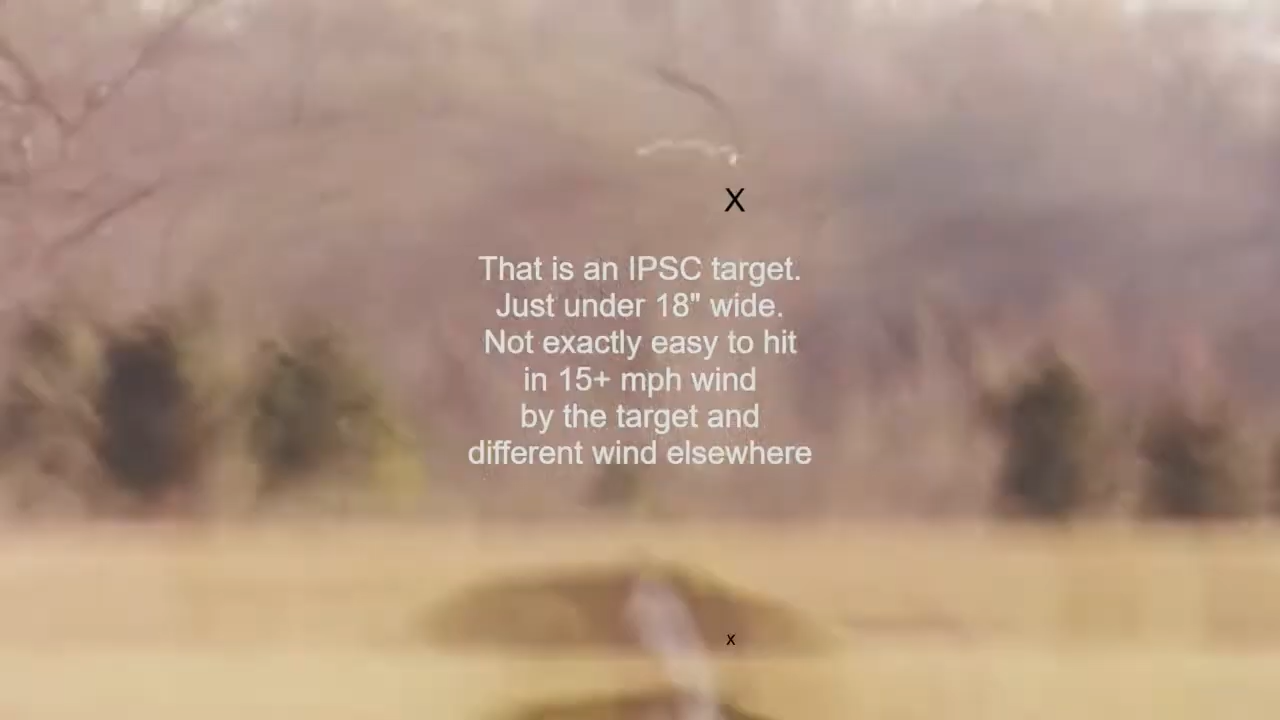 X
That is an IPSC target.
Just under 18" wide.
Not exactly easy to hit
in 15+ mph wind
by the target and
different wind elsewhere
x